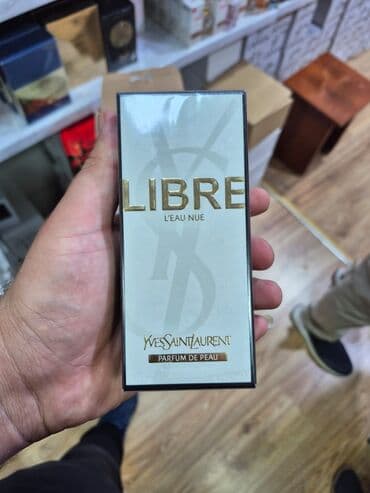 LIBRE
L'EAU NUE
YVESSAINTLAURENT
PARFUM DE PEAU